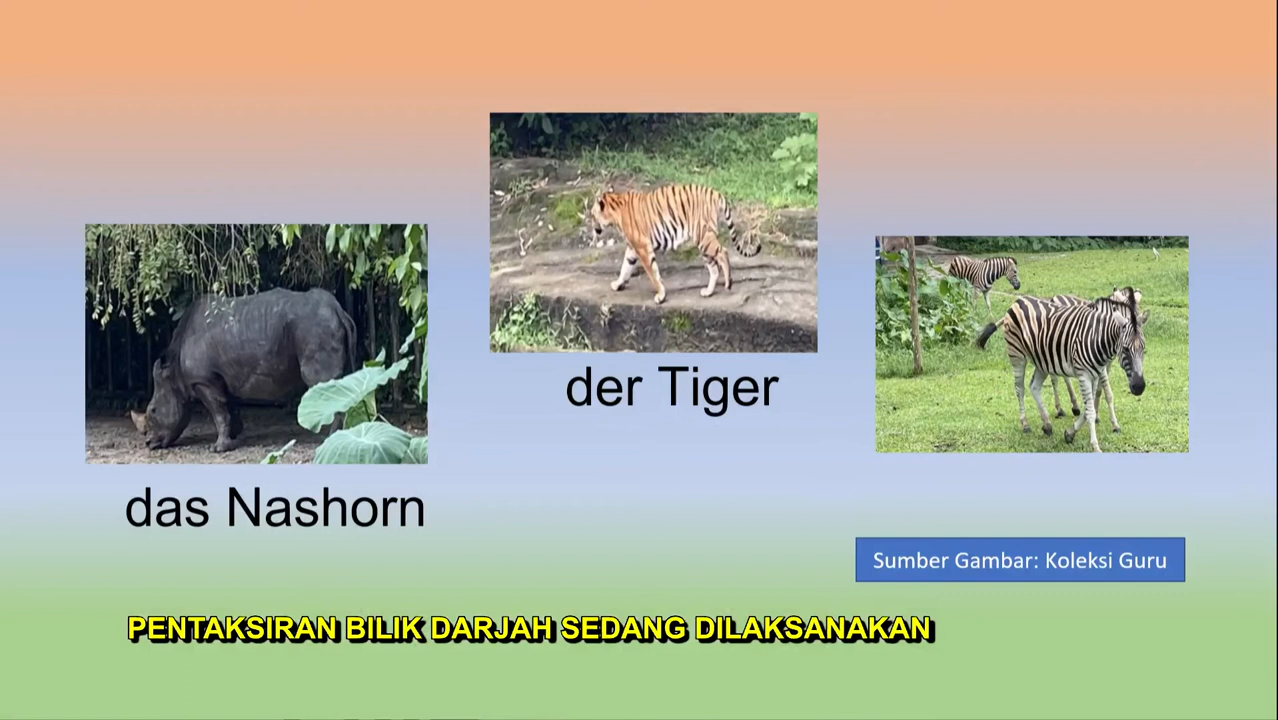 der Tiger
das Nashorn
Sumber Gambar: Koleksi Guru
PENTAKSIRAN BILIK DARJAH SEDANG DILAKSANAKAN